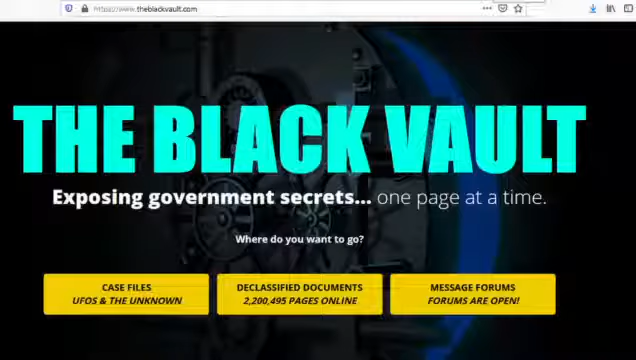 https://www.theblackvault.com
THE BLACK VAULT
Exposing government secrets... one page at a time.
Where do you want to go?
CASE FILES
UFOS & THE UNKNOWN
DECLASSIFIED DOCUMENTS
2,200,495 PAGES ONLINE
MESSAGE FORUMS
FORUMS ARE OPEN!